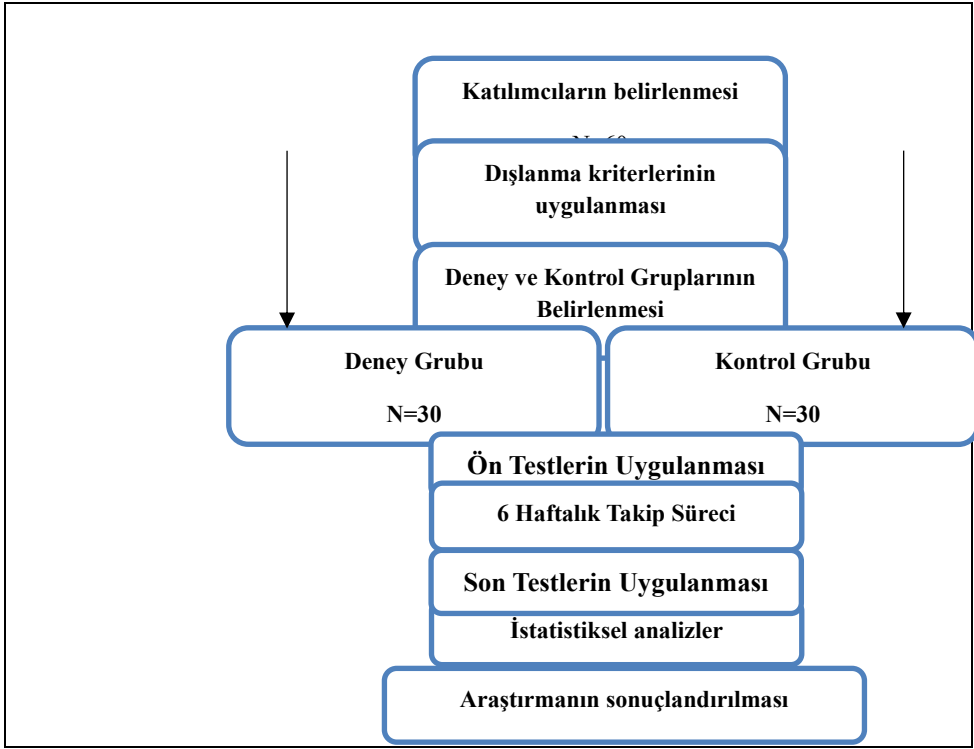 Katılımcıların belirlenmesi
Dışlanma kriterlerinin
uygulanması
Deney ve Kontrol Gruplarının
Belirlenmesi
Deney Grubu
N=30
Kontrol Grubu
N=30
Ön Testlerin Uygulanması
6 Haftalık Takip Süreci
Son Testlerin Uygulanması
İstatistiksel analizler
Araştırmanın sonuçlandırılması